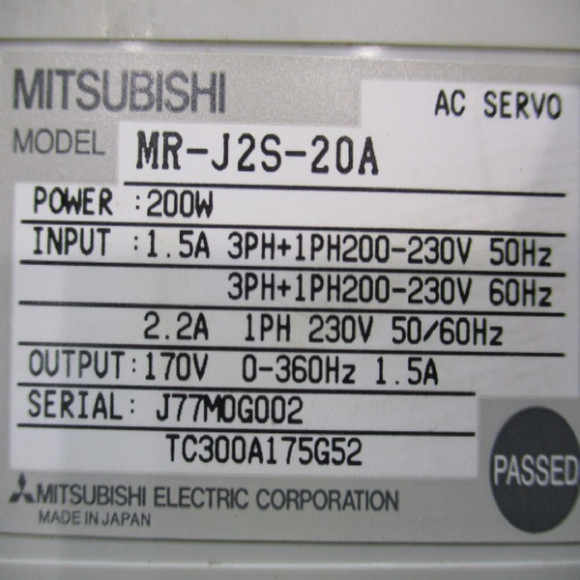 MITSUBISHI
AC SERVO
MODEL MR-J2S-20A
POWER :200W
INPUT :1.5A 3PH+1PH200-230V 50Hz
3PH+1PH200-230V 60Hz
2.2A 1PH 230V 50/60Hz
OUTPUT:170V 0-360Hz 1.5A
SERIAL: J77M0G002
TC300A175G52
PASSED
MITSUBISHI ELECTRIC CORPORATION
MADE IN JAPAN